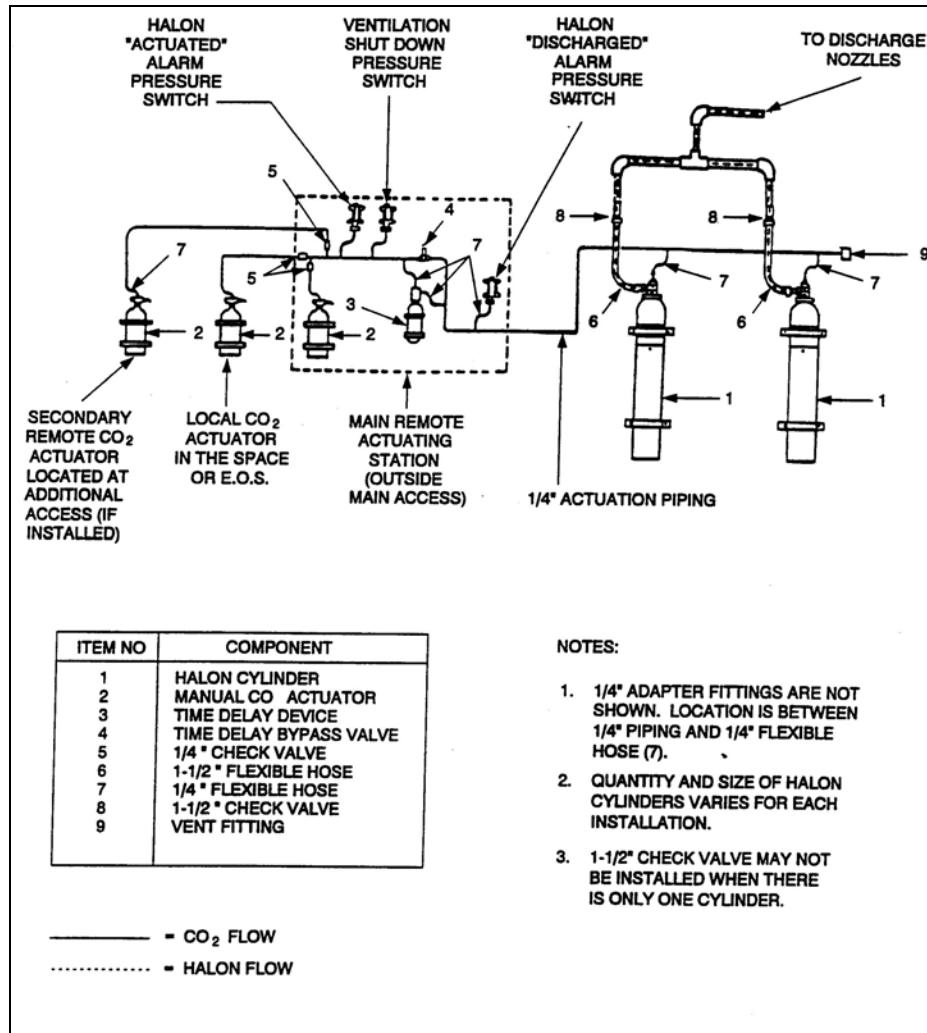 HALON
"ACTUATED"
ALARM
PRESSURE
SWITCH
VENTILATION
SHUT DOWN
PRESSURE
SWITCH
HALON
"DISCHARGED"
ALARM
PRESSURE
SWITCH
TO DISCHARGE
NOZZLES
5
4
8
8
7
7
9
5
7
7
2
2
2
3
6
6
1
1
SECONDARY
REMOTE CO2
ACTUATOR
LOCATED AT
ADDITIONAL
ACCESS (IF
INSTALLED)
LOCAL CO2
ACTUATOR
IN THE SPACE
OR E.O.S.
MAIN REMOTE
ACTUATING
STATION
(OUTSIDE
MAIN ACCESS)
1/4" ACTUATION PIPING
ITEM NO COMPONENT
1 HALON CYLINDER
2 MANUAL CO ACTUATOR
3 TIME DELAY DEVICE
4 TIME DELAY BYPASS VALVE
5 1/4 " CHECK VALVE
6 1-1/2 " FLEXIBLE HOSE
7 1/4 " FLEXIBLE HOSE
8 1-1/2 " CHECK VALVE
9 VENT FITTING
NOTES:
1. 1/4" ADAPTER FITTINGS ARE NOT
SHOWN. LOCATION IS BETWEEN
1/4" PIPING AND 1/4" FLEXIBLE
HOSE (7).
2. QUANTITY AND SIZE OF HALON
CYLINDERS VARIES FOR EACH
INSTALLATION.
3. 1-1/2" CHECK VALVE MAY NOT
BE INSTALLED WHEN THERE
IS ONLY ONE CYLINDER.
= CO2 FLOW
= HALON FLOW